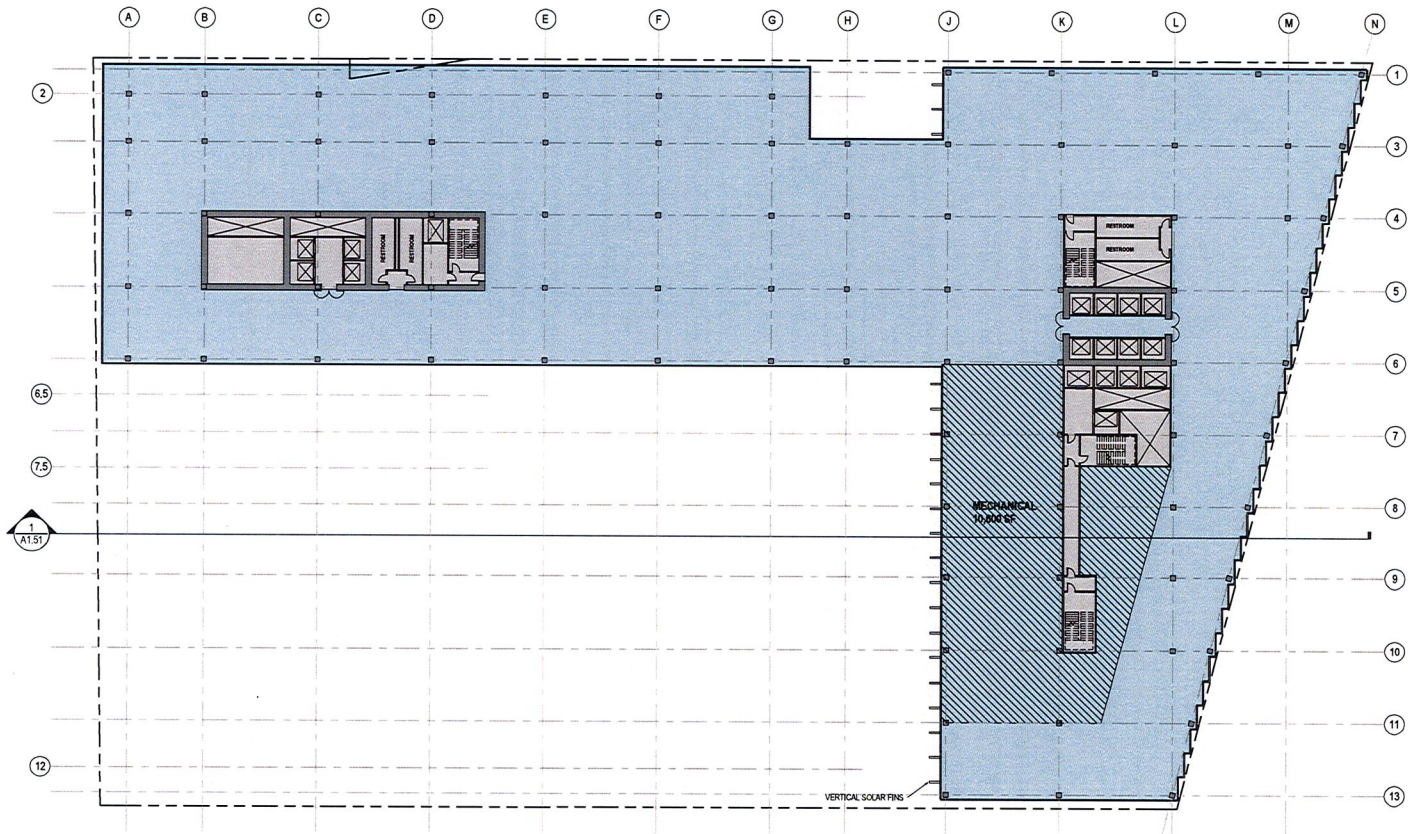 A B C D E F G H J K L M N
1
2
3
4
RESTROOM
RESTROOM
RESTROOM
RESTROOM
5
6
6.5
7
7.5
MECHANICAL
10,600 SF
8
1
A1.51
9
10
11
12
VERTICAL SOLAR FINS
13